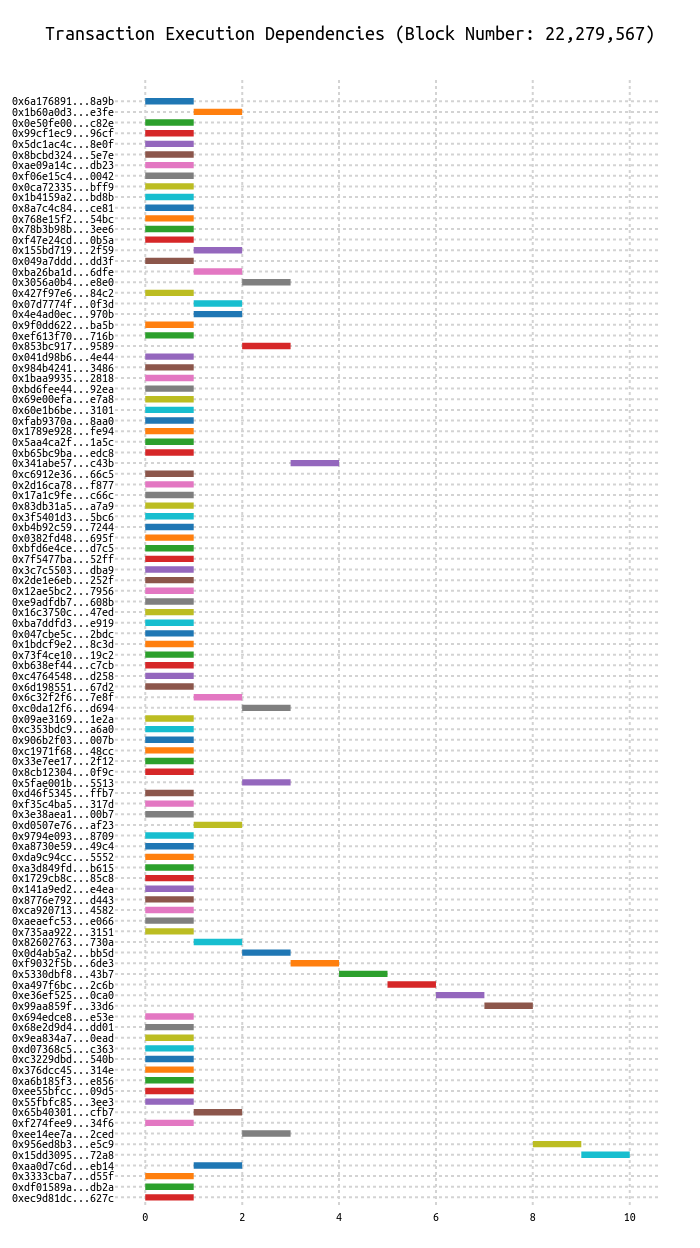 Transaction Execution Dependencies (Block Number: 22,279,567)
0x6a176891...8a9b
0x1b60a0d3...e3fe
0x0e50fe00...c82e
0x99cf1ec9...96cf
0x5dc1ac4c...8e0f
0x8bcbd324...5e7e
0xae09a14c...db23
0xf06e15c4...0042
0x0ca72335...bff9
0x1b4159a2...bd8b
0x8a7c4c84...ce81
0x768e15f2...54bc
0x78b3b98b...3ee6
0xf47e24cd...0b5a
0x155bd719...2f59
0x049a7ddd...dd3f
0xba26ba1d...6dfe
0x3056a0b4...e8e0
0x427f97e6...84c2
0x07d7774f...0f3d
0x4e4ad0ec...970b
0x9f0dd622...ba5b
0xef613f70...716b
0x853bc917...9589
0x041d98b6...4e44
0x984b4241...3486
0x1baa9935...2818
0xbd6fee44...92ea
0x69e00efa...e7a8
0x60e1b6be...3101
0xfab9370a...8aa0
0x1789e928...fe94
0x5aa4ca2f...1a5c
0xb65bc9ba...edc8
0x341abe57...c43b
0xc6912e36...66c5
0x2d16ca78...f877
0x17a1c9fe...c66c
0x83db31a5...a7a9
0x3f5401d3...5bc6
0xb4b92c59...7244
0x0382fd48...695f
0xbfd6e4ce...d7c5
0x7f5477ba...52ff
0x3c7c5503...dba9
0x2de1e6eb...252f
0x12ae5bc2...7956
0xe9adfdb7...608b
0x16c3750c...47ed
0xba7ddfd3...e919
0x047cbe5c...2bdc
0x1bdcf9e2...8c3d
0x73f4ce10...19c2
0xb638ef44...c7cb
0xc4764548...d258
0x6d198551...67d2
0x6c32f2f6...7e8f
0xc0da12f6...d694
0x09ae3169...1e2a
0xc353bdc9...a6a0
0x906b2f03...007b
0xc1971f68...48cc
0x33e7ee17...2f12
0x8cb12304...0f9c
0x5fae001b...5513
0xd46f5345...ffb7
0xf35c4ba5...317d
0x3e38aea1...00b7
0xd0507e76...af23
0x9794e093...8709
0xa8730e59...49c4
0xda9c94cc...5552
0xa3d849fd...b615
0x1729cb8c...85c8
0x141a9ed2...e4ea
0x8776e792...d443
0xca920713...4582
0xaeaefc53...e066
0x735aa922...3151
0x82602763...730a
0x0d4ab5a2...bb5d
0xf9032f5b...6de3
0x5330dbf8...43b7
0xa497f6bc...2c6b
0xe36ef525...0ca0
0x99aa859f...33d6
0x694edce8...e53e
0x68e2d9d4...dd01
0x9ea834a7...0ead
0xd07368c5...c363
0xc3229dbd...540b
0x376dcc45...314e
0xa6b185f3...e856
0xee55bfcc...09d5
0x55fbfc85...3ee3
0x65b40301...cfb7
0xf274fee9...34f6
0xee14ee7a...2ced
0x956ed8b3...e5c9
0x15dd3095...72a8
0xaa0d7c6d...eb14
0x3333cba7...d55f
0xdf01589a...db2a
0xec9d81dc...627c
0 2 4 6 8 10